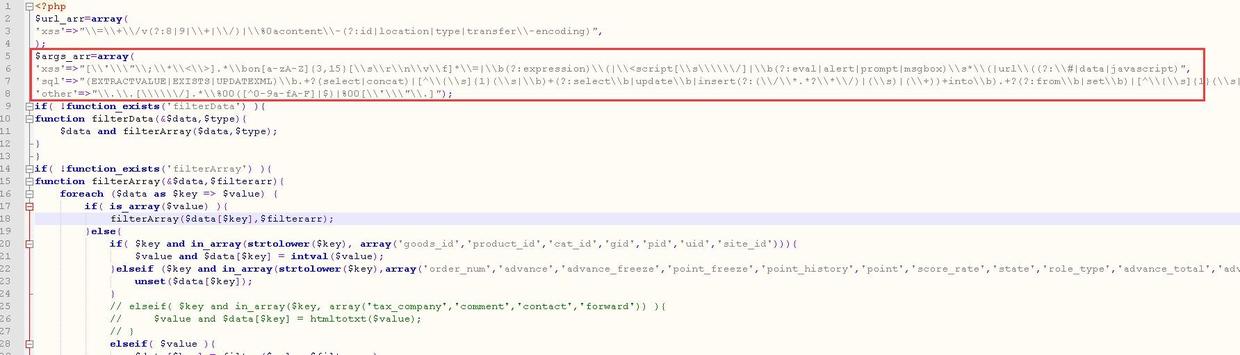 1 <?php
2 $url_arr=array(
3 'xss'=>"\\=\\+\\/v(?:8|9|\\+|\\/)|\\%0acontent\\-(?:id|location|type|transfer\\-encoding)",
4 );
5 $args_arr=array(
6 'xss'=>"[\\'\\\"\\;\\*\\<\\>].*\\bon[a-zA-Z]{3,15}[\\s\\r\\n\\v\\f]*\\=|\\b(?:expression)\\(|\\<script[\\s\\\\\\/]|\\b(?:eval|alert|prompt|msgbox)\\s*\\(|url\\((?:\\#|data|javascript)",
7 'sql'=>"(EXTRACTVALUE|EXISTS|UPDATEXML)\\b.+?(select|concat)|[^\\{\\s]{1}(\\s|\\b)+(?:select\\b|update\\b|insert(?:(\\/\\*.*?\\*\\/)|(\\s)|(\\+))+into\\b).+?(?:from\\b|set\\b)|[^\\{\\s]{1}(\\s|
8 'other'=>"\\.\\.[\\\\\\/].*\\%00([^0-9a-fA-F]|$)|%00[\\'\\\"\\.]");
9 if( !function_exists('filterData') ){
10 function filterData(&$data,$type){
11 $data and filterArray($data,$type);
12 }
13 }
14 if( !function_exists('filterArray') ){
15 function filterArray(&$data,$filterarr){
16 foreach ($data as $key => $value) {
17 if( is_array($value) ){
18 filterArray($data[$key],$filterarr);
19 }else{
20 if( $key and in_array(strtolower($key), array('goods_id','product_id','cat_id','gid','pid','uid','site_id'))){
21 $value and $data[$key] = intval($value);
22 }elseif ($key and in_array(strtolower($key),array('order_num','advance','advance_freeze','point_freeze','point_history','point','score_rate','state','role_type','advance_total','adv
23 unset($data[$key]);
24 }
25 // elseif( $key and in_array($key, array('tax_company','comment','contact','forward')) ){
26 // $value and $data[$key] = htmltotxt($value);
27 // }
28 elseif( $value ){